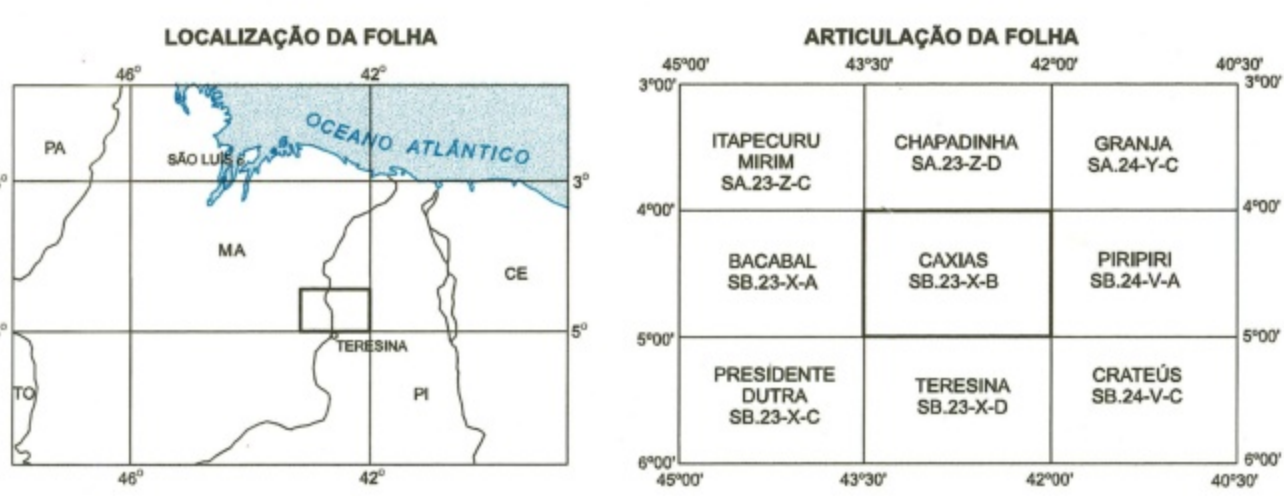 LOCALIZAÇÃO DA FOLHA
46°
42°
PA
SÃO LUÍS
OCEANO ATLÂNTICO
3°
MA
CE
5°
TERESINA
TO
PI
46°
42°
ARTICULAÇÃO DA FOLHA
45°00'
43°30'
42°00'
40°30'
3°00'
3°00'
ITAPECURU
MIRIM
SA.23-Z-C
CHAPADINHA
SA.23-Z-D
GRANJA
SA.24-Y-C
4°00'
4°00'
BACABAL
SB.23-X-A
CAXIAS
SB.23-X-B
PIRIPIRI
SB.24-V-A
5°00'
5°00'
PRESIDENTE
DUTRA
SB.23-X-C
TERESINA
SB.23-X-D
CRATEÚS
SB.24-V-C
6°00'
6°00'
45°00'
43°30'
42°00'
40°30'